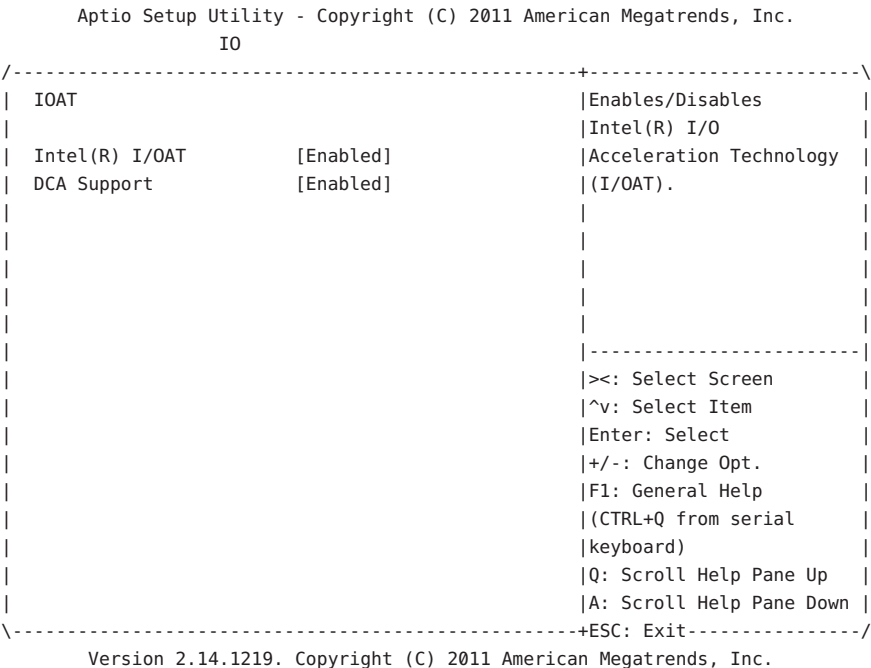 Aptio Setup Utility - Copyright (C) 2011 American Megatrends, Inc.
IO
/----------------------------------------------------+-------------------------\
|  IOAT                                              |Enables/Disables         |
|                                                    |Intel(R) I/O             |
|  Intel(R) I/OAT          [Enabled]                 |Acceleration Technology  |
|  DCA Support             [Enabled]                 |(I/OAT).                 |
|                                                    |                         |
|                                                    |                         |
|                                                    |                         |
|                                                    |                         |
|                                                    |                         |
|                                                    |-------------------------|
|                                                    |><: Select Screen        |
|                                                    |^v: Select Item          |
|                                                    |Enter: Select            |
|                                                    |+/-: Change Opt.         |
|                                                    |F1: General Help         |
|                                                    |(CTRL+Q from serial      |
|                                                    |keyboard)                |
|                                                    |Q: Scroll Help Pane Up   |
|                                                    |A: Scroll Help Pane Down |
\----------------------------------------------------+ESC: Exit----------------/
Version 2.14.1219. Copyright (C) 2011 American Megatrends, Inc.